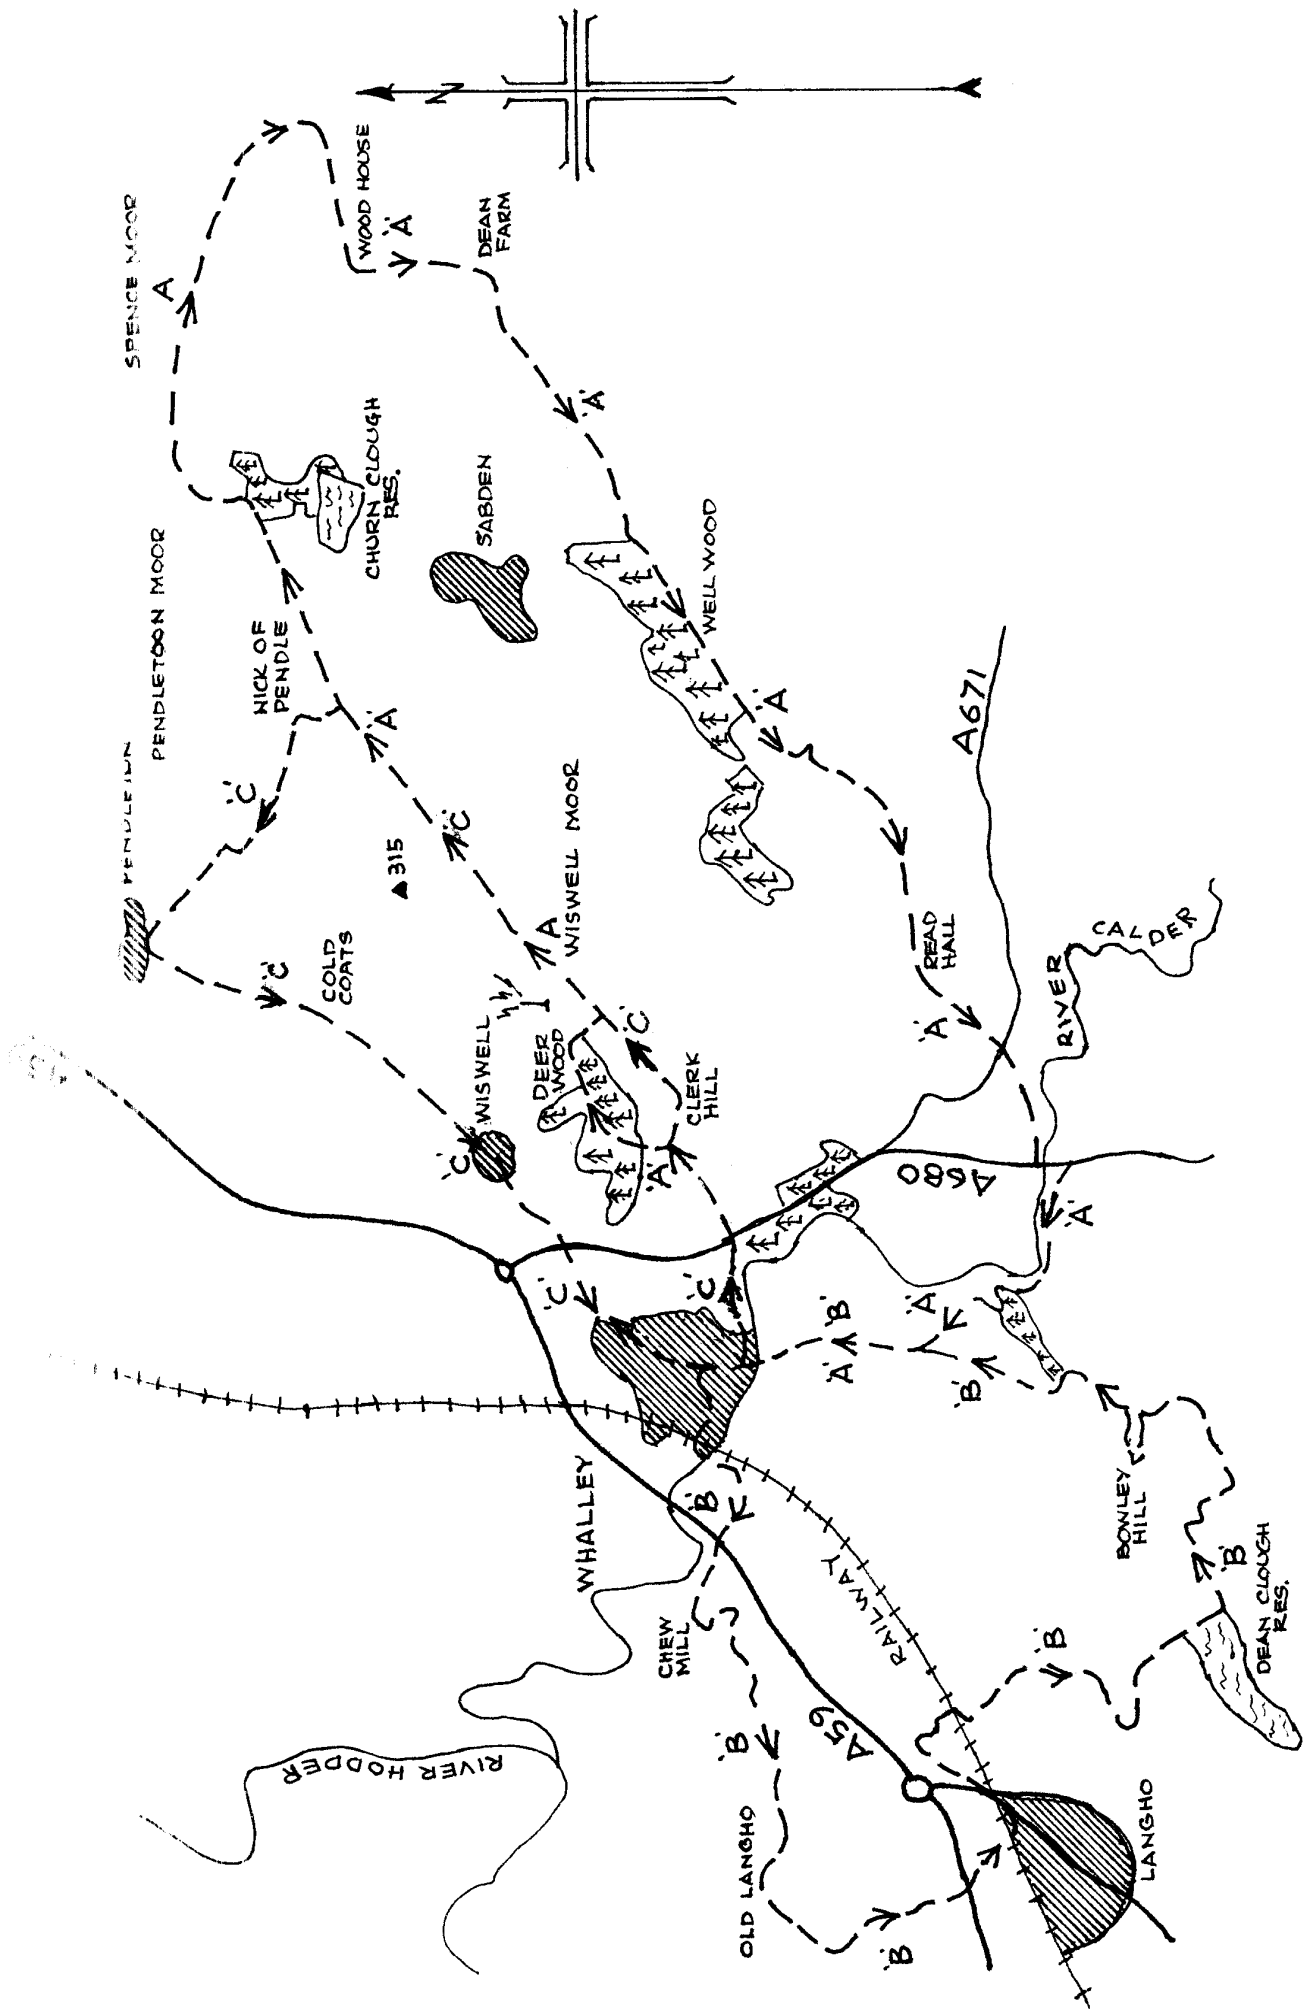 N
SPENCE MOOR
A
WOOD HOUSE
'A'
DEAN
FARM
'A'
CHURN CLOUGH
RES.
SABDEN
PENDLETOON MOOR
NICK OF
PENDLE
WELL WOOD
'A'
'A'
PENDLETON
'C'
'C'
315
WISWELL MOOR
A
A671
'C'
COLD
COATS
WISWELL
DEER
WOOD
'C'
CLERK
HILL
READ
HALL
'A'
RIVER
CALDER
'C'
'A'
A680
'A'
'C'
'C'
'B'
'A'
'A'
'B'
WHALLEY
'B'
BOWLEY
HILL
CHEW
MILL
RAILWAY
'B'
DEAN CLOUGH
RES.
RIVER HODDER
'B'
A59
'B'
OLD LANGHO
'B'
LANGHO